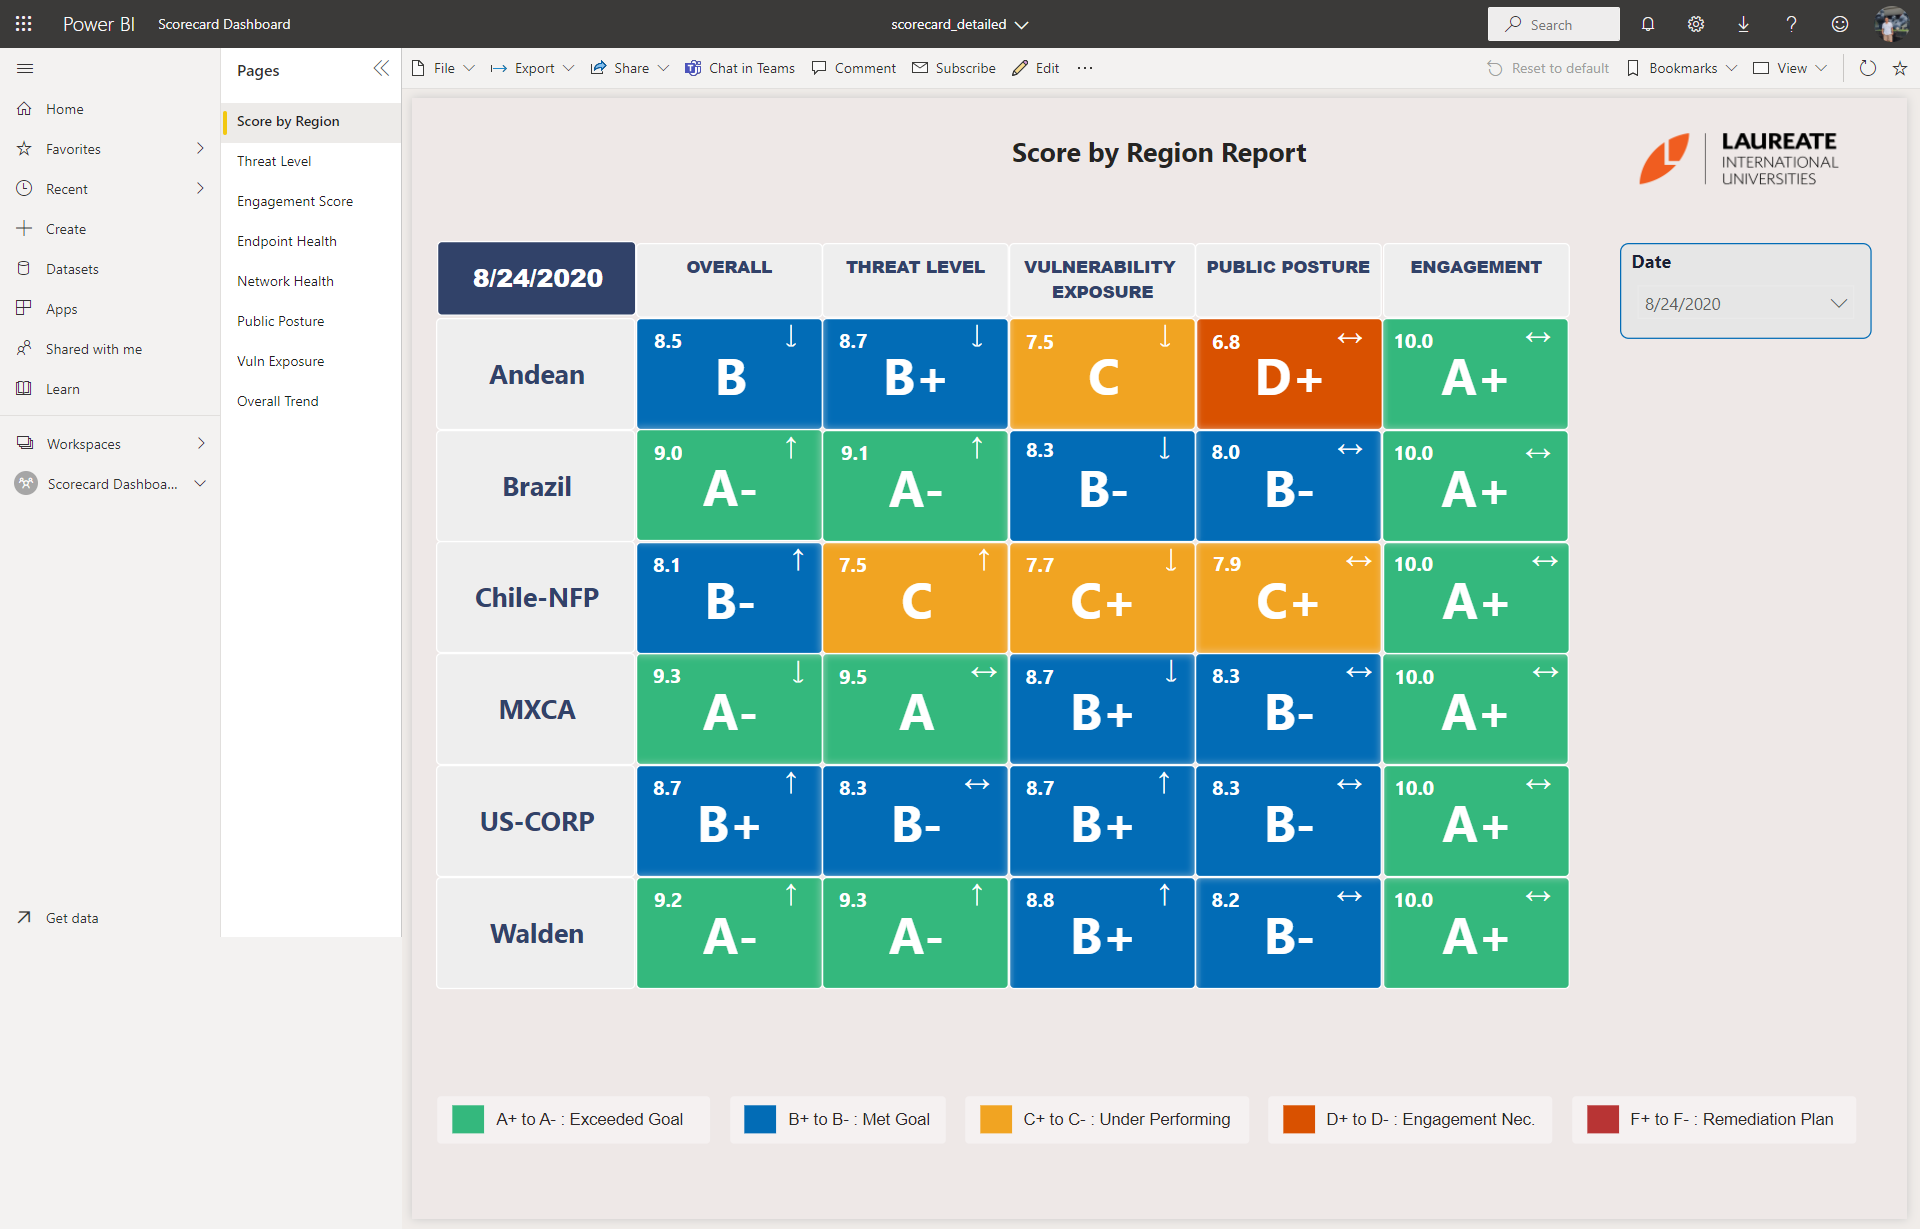 Power BI
Scorecard Dashboard
scorecard_detailed
Search
Home
Favorites
Recent
Create
Datasets
Apps
Shared with me
Learn
Workspaces
Scorecard Dashboa...
Get data
Pages
Score by Region
Threat Level
Engagement Score
Endpoint Health
Network Health
Public Posture
Vuln Exposure
Overall Trend
File
Export
Share
Chat in Teams
Comment
Subscribe
Edit
...
Reset to default
Bookmarks
View
Score by Region Report
LAUREATE
INTERNATIONAL
UNIVERSITIES
Date
8/24/2020
8/24/2020 OVERALL THREAT LEVEL VULNERABILITY EXPOSURE PUBLIC POSTURE ENGAGEMENT
Andean
8.5 ↓ 8.7 ↓ 7.5 ↓ 6.8 ↔ 10.0 ↔
B B+ C D+ A+
Brazil
9.0 ↑ 9.1 ↑ 8.3 ↓ 8.0 ↔ 10.0 ↔
A- A- B- B- A+
Chile-NFP
8.1 ↑ 7.5 ↑ 7.7 ↓ 7.9 ↔ 10.0 ↔
B- C C+ C+ A+
MXCA
9.3 ↓ 9.5 ↔ 8.7 ↓ 8.3 ↔ 10.0 ↔
A- A B+ B- A+
US-CORP
8.7 ↑ 8.3 ↔ 8.7 ↑ 8.3 ↔ 10.0 ↔
B+ B- B+ B- A+
Walden
9.2 ↑ 9.3 ↑ 8.8 ↑ 8.2 ↔ 10.0 ↔
A- A- B+ B- A+
A+ to A- : Exceeded Goal
B+ to B- : Met Goal
C+ to C- : Under Performing
D+ to D- : Engagement Nec.
F+ to F- : Remediation Plan